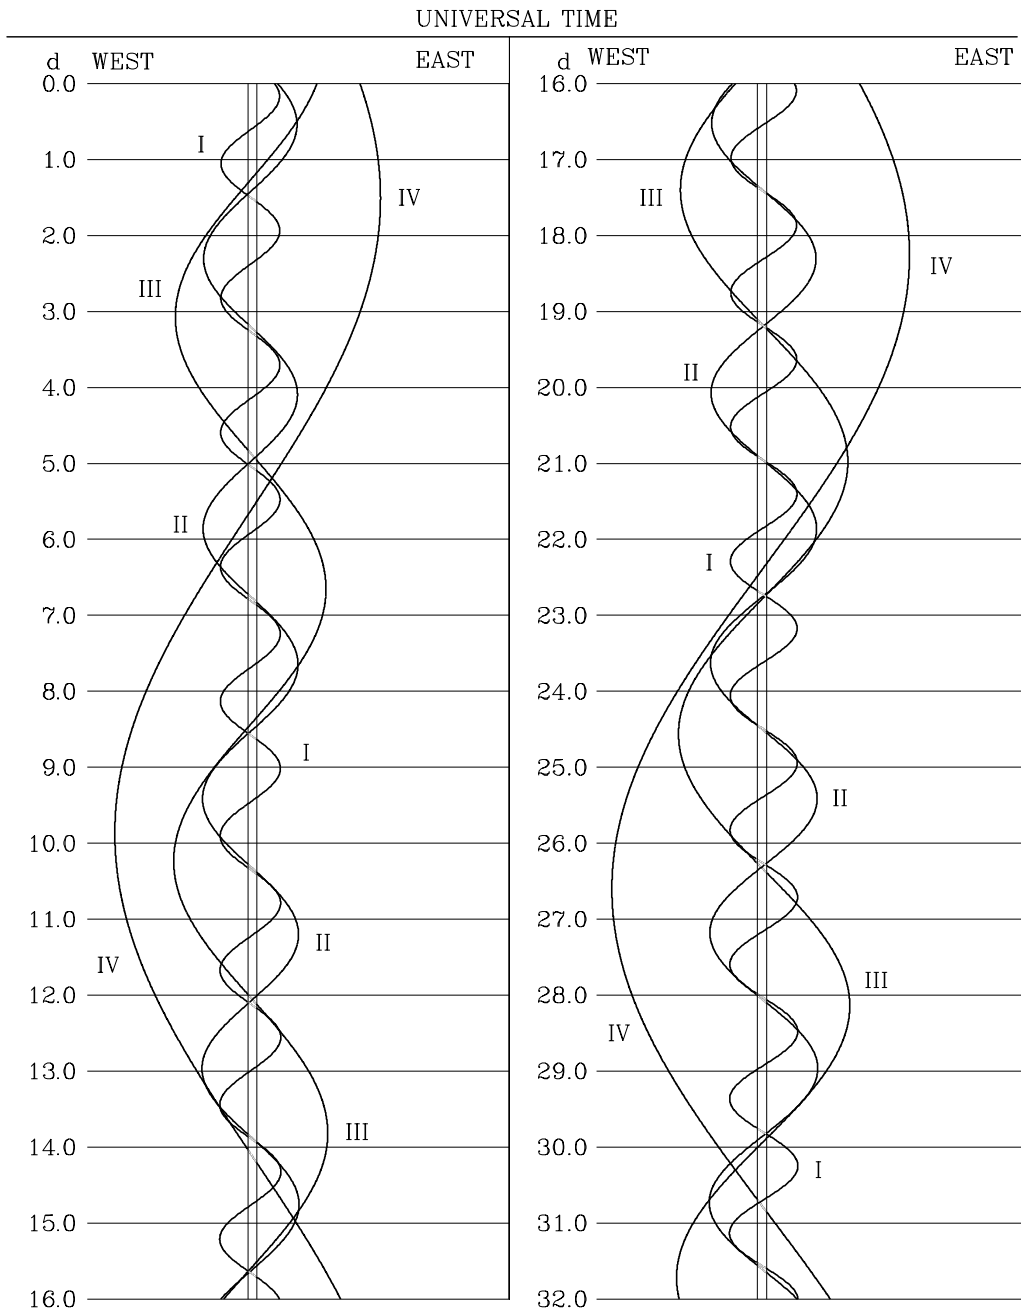 UNIVERSAL TIME
d WEST EAST
0.0
I
1.0
IV
2.0
III
3.0
4.0
5.0
II
6.0
7.0
8.0
I
9.0
10.0
11.0
II
IV
12.0
13.0
III
14.0
15.0
16.0
d WEST EAST
16.0
17.0
III
18.0
IV
19.0
II
20.0
21.0
22.0
I
23.0
24.0
25.0
II
26.0
27.0
III
28.0
IV
29.0
30.0
I
31.0
32.0